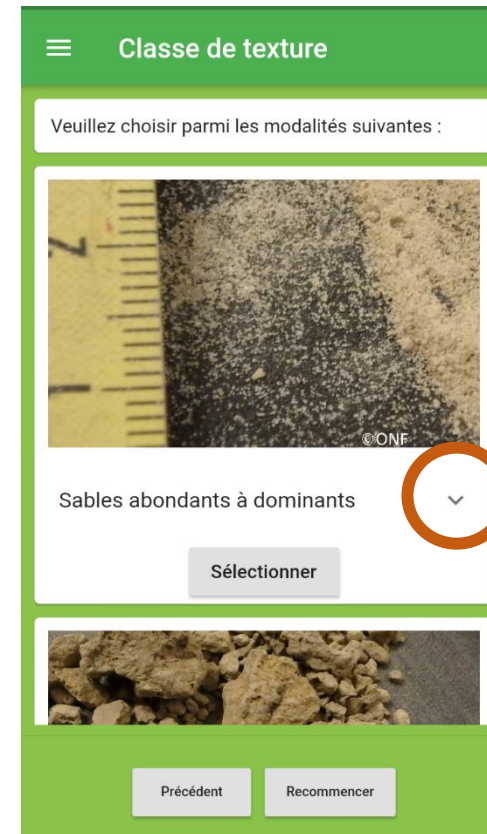 Classe de texture
Veuillez choisir parmi les modalités suivantes :
2
©ONF
Sables abondants à dominants
Sélectionner
Précédent
Recommencer